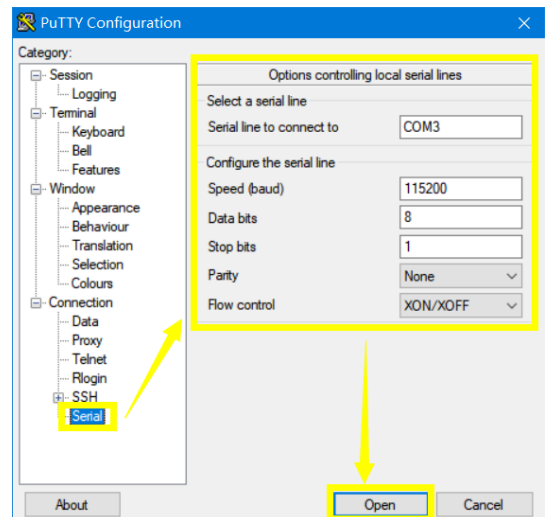 PuTTY Configuration
Category:
Session
Logging
Terminal
Keyboard
Bell
Features
Window
Appearance
Behaviour
Translation
Selection
Colours
Connection
Data
Proxy
Telnet
Rlogin
SSH
Serial
Options controlling local serial lines
Select a serial line
Serial line to connect to COM3
Configure the serial line
Speed (baud) 115200
Data bits 8
Stop bits 1
Parity None
Flow control XON/XOFF
About Open Cancel